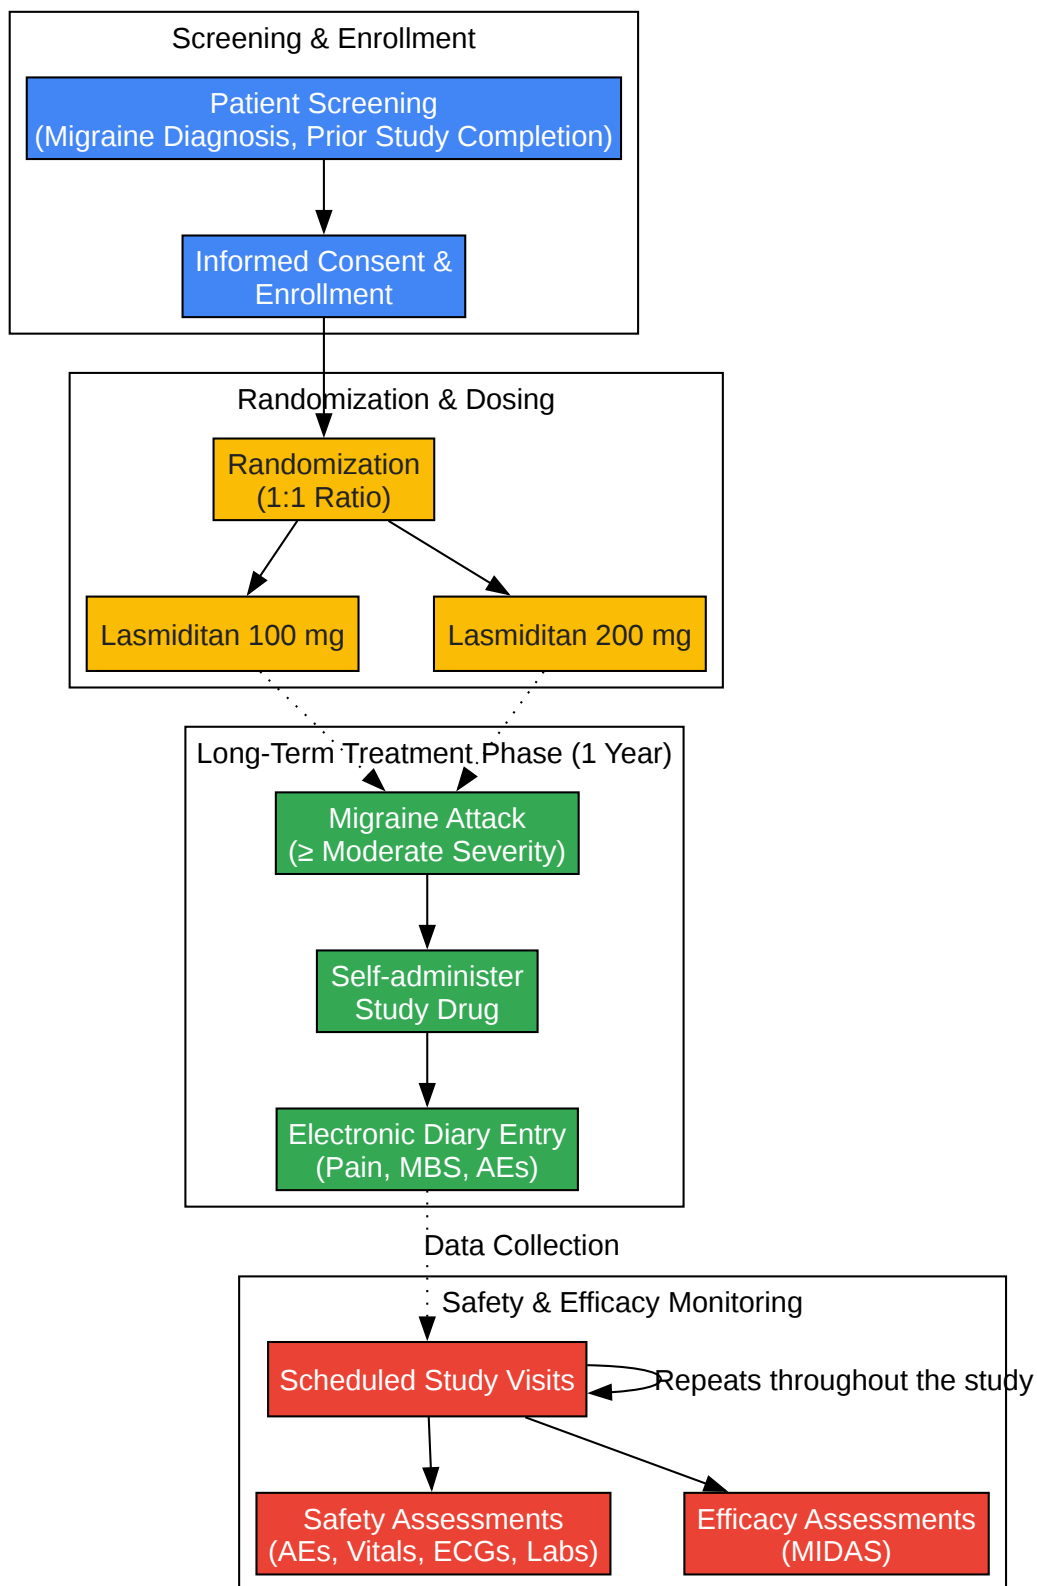 Screening & Enrollment
Patient Screening
(Migraine Diagnosis, Prior Study Completion)
Informed Consent &
Enrollment
Randomization & Dosing
Randomization
(1:1 Ratio)
Lasmiditan 100 mg
Lasmiditan 200 mg
Long-Term Treatment Phase (1 Year)
Migraine Attack
(≥ Moderate Severity)
Self-administer
Study Drug
Electronic Diary Entry
(Pain, MBS, AEs)
Data Collection
Safety & Efficacy Monitoring
Scheduled Study Visits
Repeats throughout the study
Safety Assessments
(AEs, Vitals, ECGs, Labs)
Efficacy Assessments
(MIDAS)